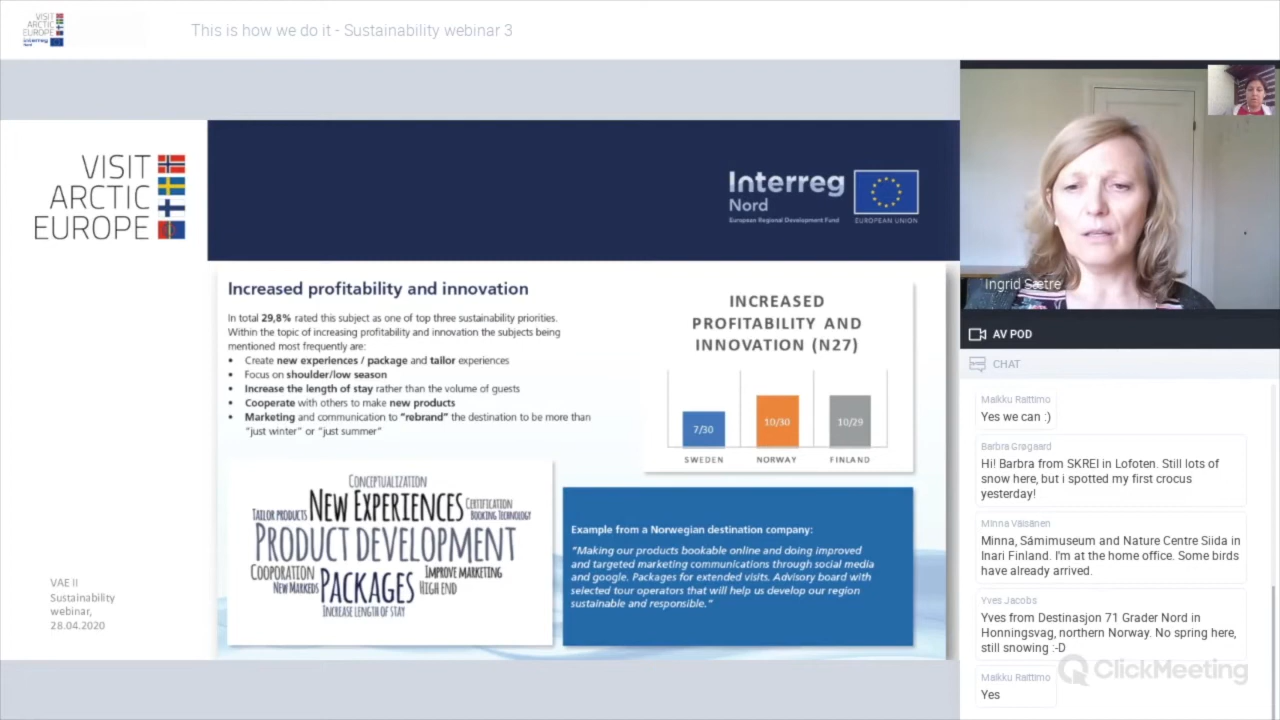 VISIT
ARCTIC
EUROPE
Interreg
Nord
This is how we do it - Sustainability webinar 3
VISIT
ARCTIC
EUROPE
Interreg
Nord
European Regional Development Fund
EUROPEAN UNION
Increased profitability and innovation
In total 29,8% rated this subject as one of top three sustainability priorities.
Within the topic of increasing profitability and innovation the subjects being
mentioned most frequently are:
• Create new experiences / package and tailor experiences
• Focus on shoulder/low season
• Increase the length of stay rather than the volume of guests
• Cooperate with others to make new products
• Marketing and communication to "rebrand" the destination to be more than
"just winter" or "just summer"
INCREASED
PROFITABILITY AND
INNOVATION (N27)
7/30
10/30
10/29
SWEDEN
NORWAY
FINLAND
CONCEPTUALIZATION
TAILOR PRODUCTS
NEW EXPERIENCES
CERTIFICATION
BOOKING TECHNOLOGY
PRODUCT DEVELOPMENT
COOPORATION
NEW MARKEDS
PACKAGES
IMPROVE MARKETING
HIGH END
INCREASE LENGTH OF STAY
Example from a Norwegian destination company:
"Making our products bookable online and doing improved
and targeted marketing communications through social media
and google. Packages for extended visits. Advisory board with
selected tour operators that will help us develop our region
sustainable and responsible."
VAE II
Sustainability
webinar,
28.04.2020
Ingrid Sætre
AV POD
CHAT
Maikku Raittimo
Yes we can :)
Barbra Grøgaard
Hi! Barbra from SKREI in Lofoten. Still lots of
snow here, but i spotted my first crocus
yesterday!
Minna Väisänen
Minna, Sámimuseum and Nature Centre Siida in
Inari Finland. I'm at the home office. Some birds
have already arrived.
Yves Jacobs
Yves from Destinasjon 71 Grader Nord in
Honningsvag, northern Norway. No spring here,
still snowing :-D
Maikku Raittimo
Yes
ClickMeeting